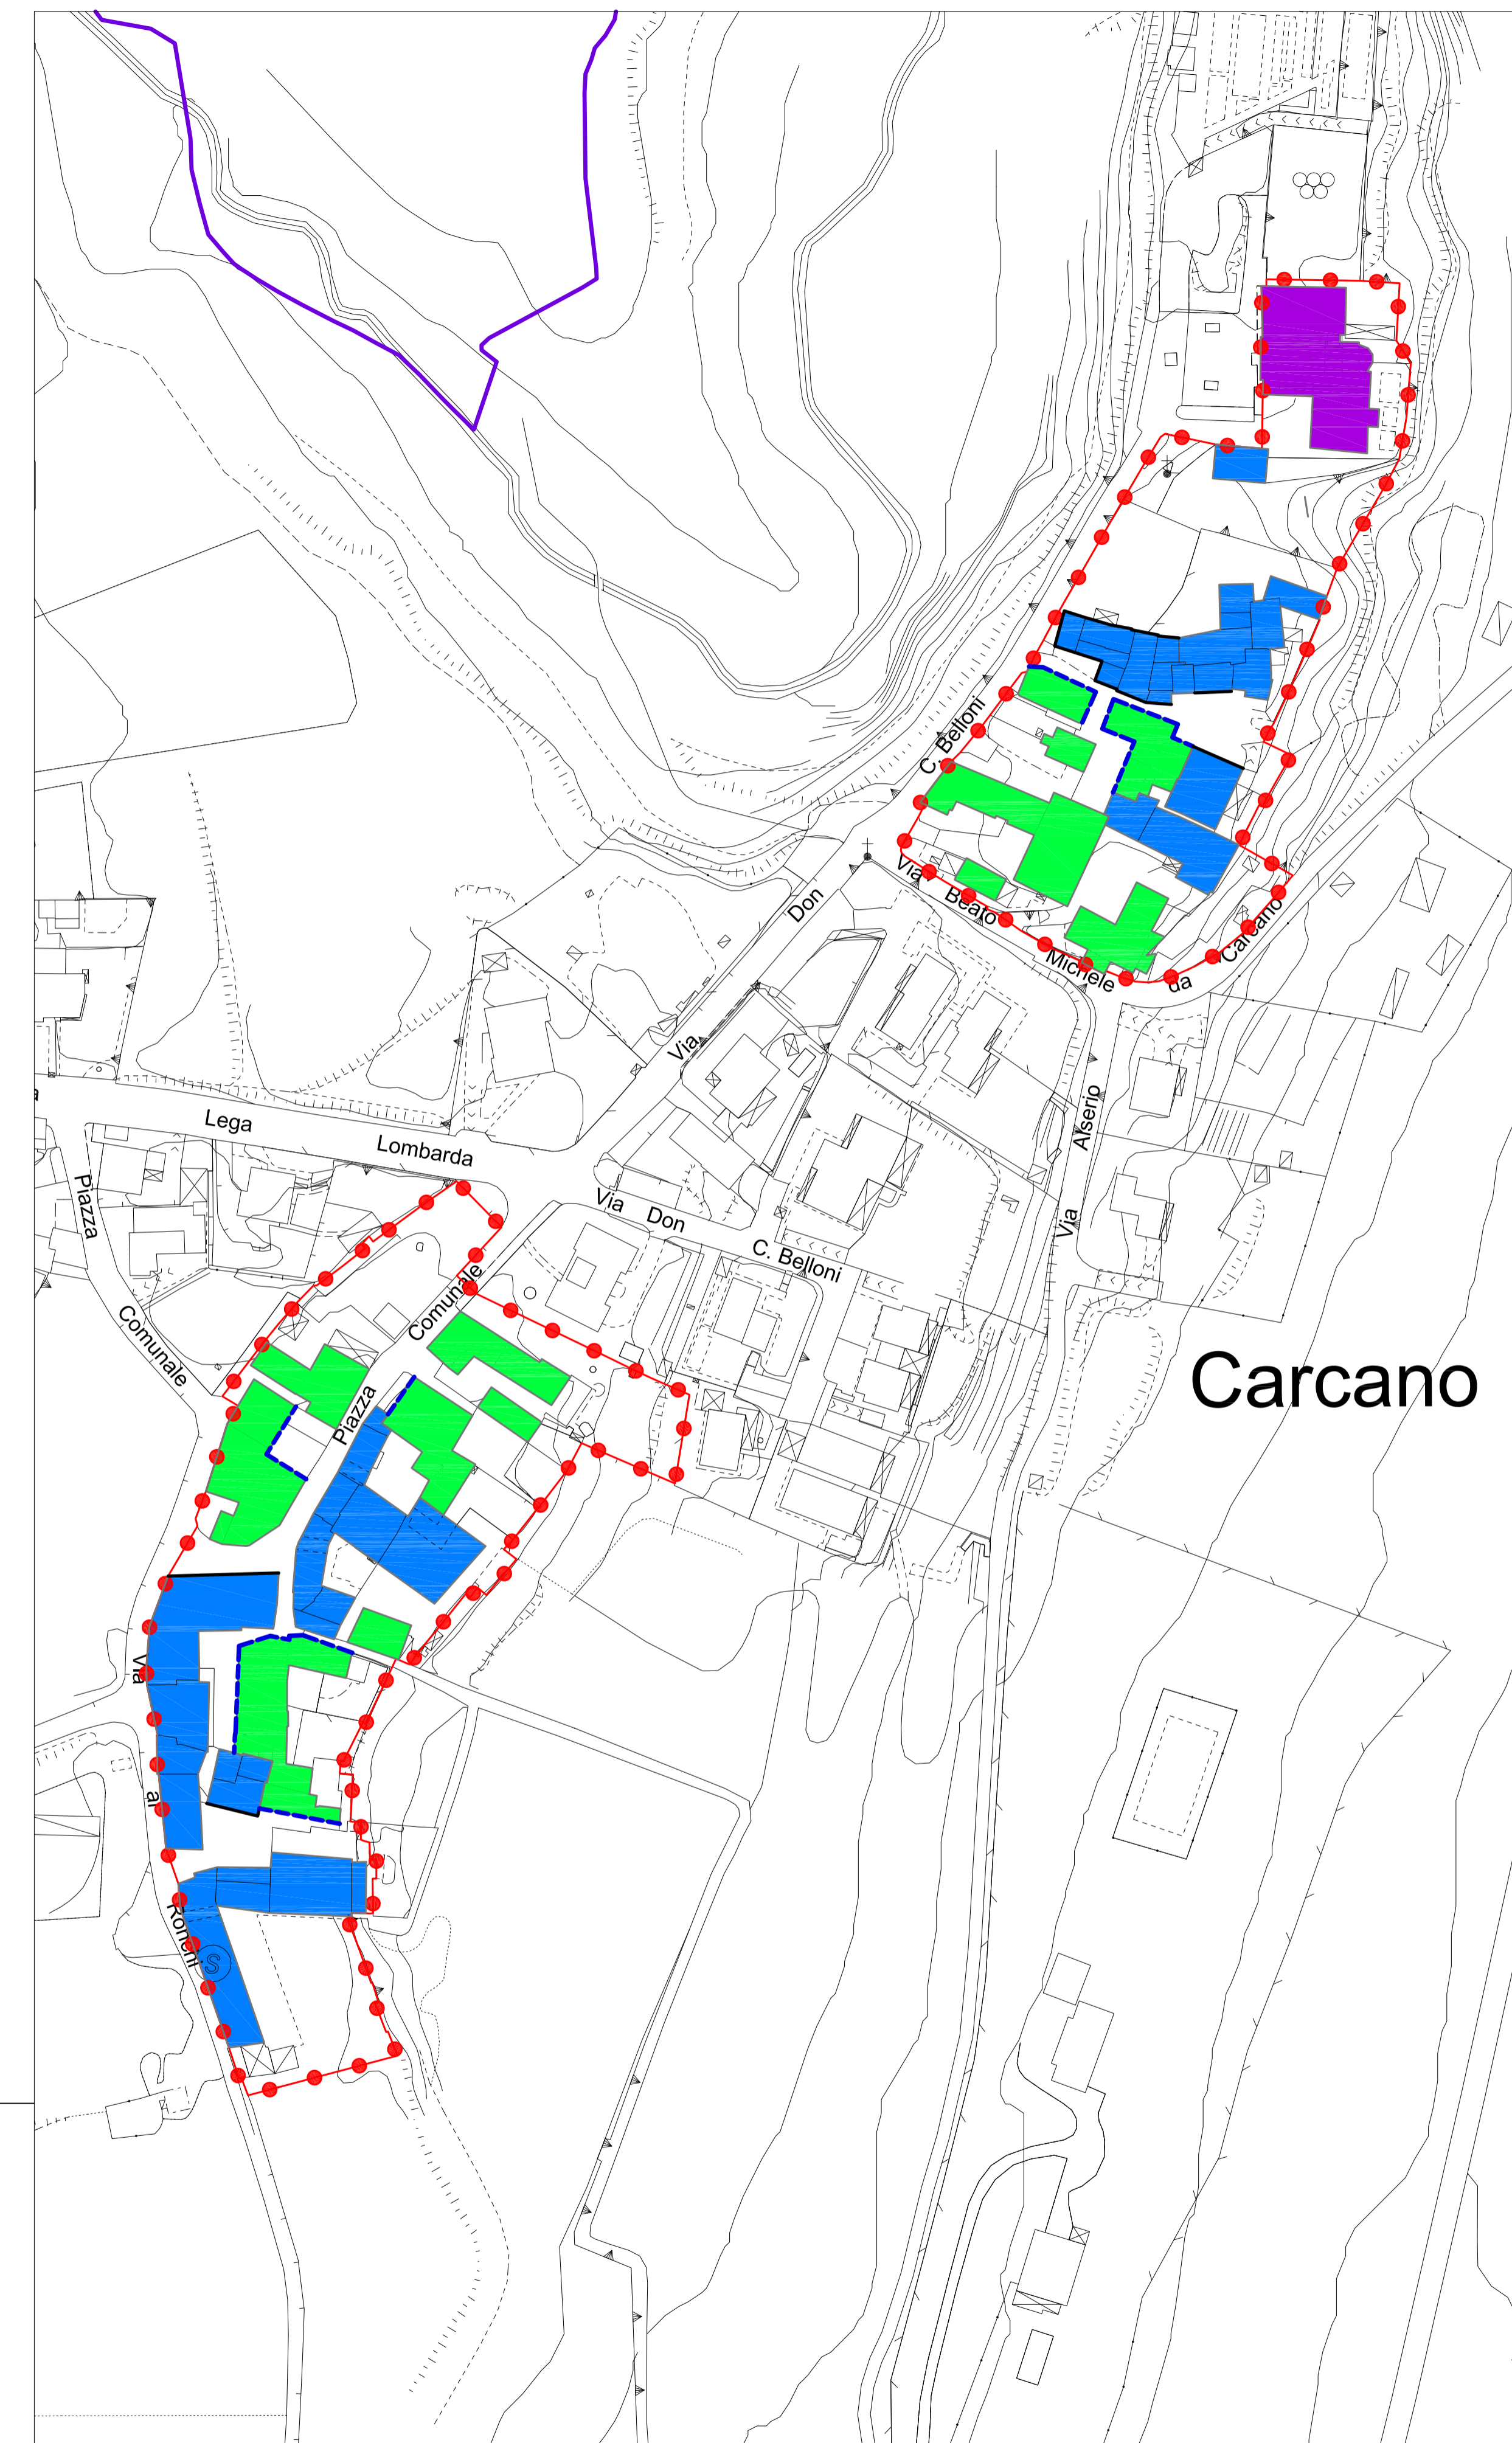 C. Belloni
Via
Beato
Michele
da
Carcano
Don
Via
Lega
Lombarda
Alserio
Via
Piazza
Via Don
C. Belloni
Comunale
Comunale
Piazza
Carcano
Via
al
Ronchi
S